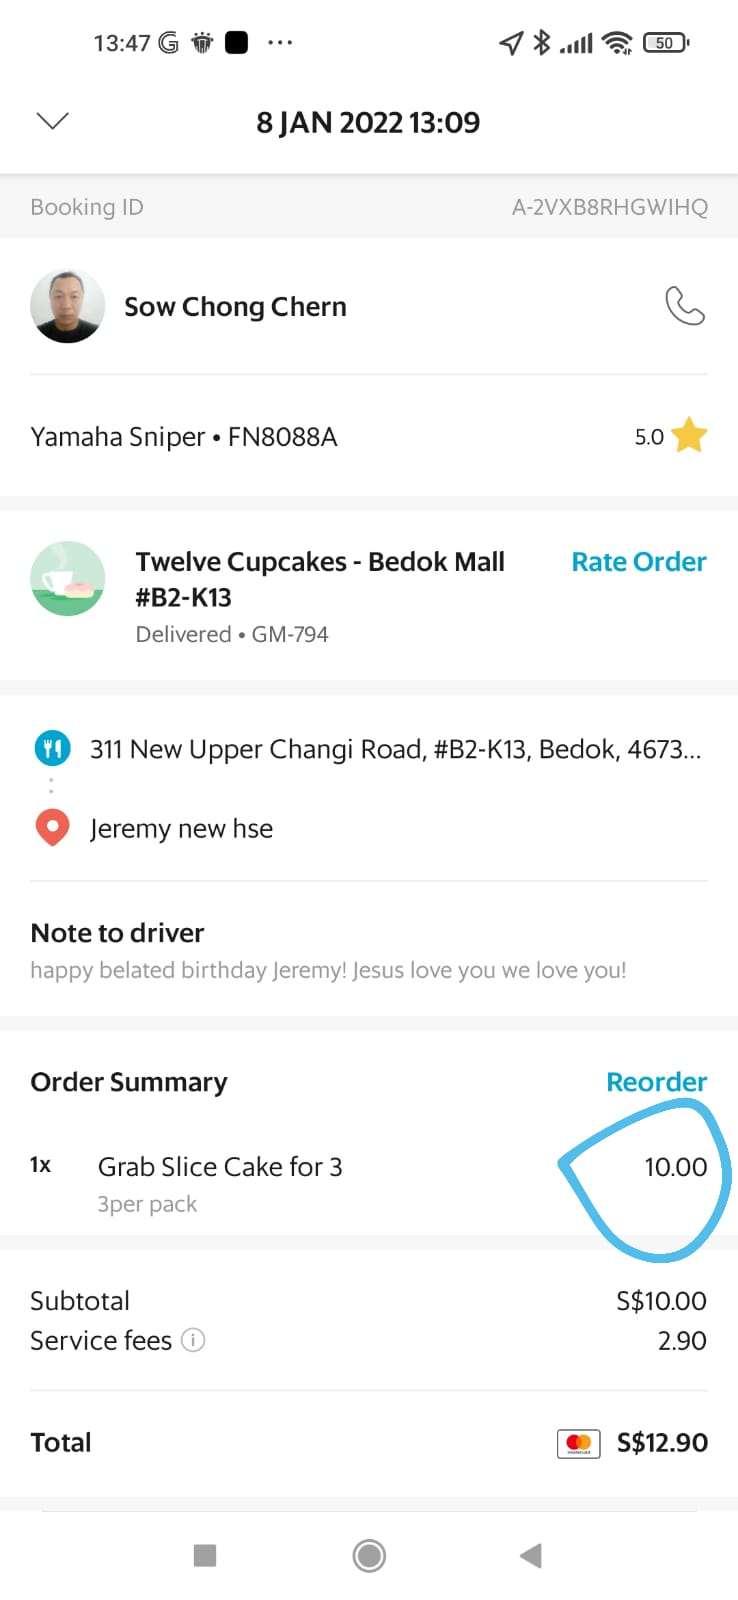 13:47
50
8 JAN 2022 13:09
Booking ID A-2VXB8RHGWIHQ
Sow Chong Chern
Yamaha Sniper • FN8088A 5.0
Twelve Cupcakes - Bedok Mall Rate Order
#B2-K13
Delivered • GM-794
311 New Upper Changi Road, #B2-K13, Bedok, 4673...
Jeremy new hse
Note to driver
happy belated birthday Jeremy! Jesus love you we love you!
Order Summary Reorder
1x Grab Slice Cake for 3 10.00
3per pack
Subtotal S$10.00
Service fees 2.90
Total S$12.90